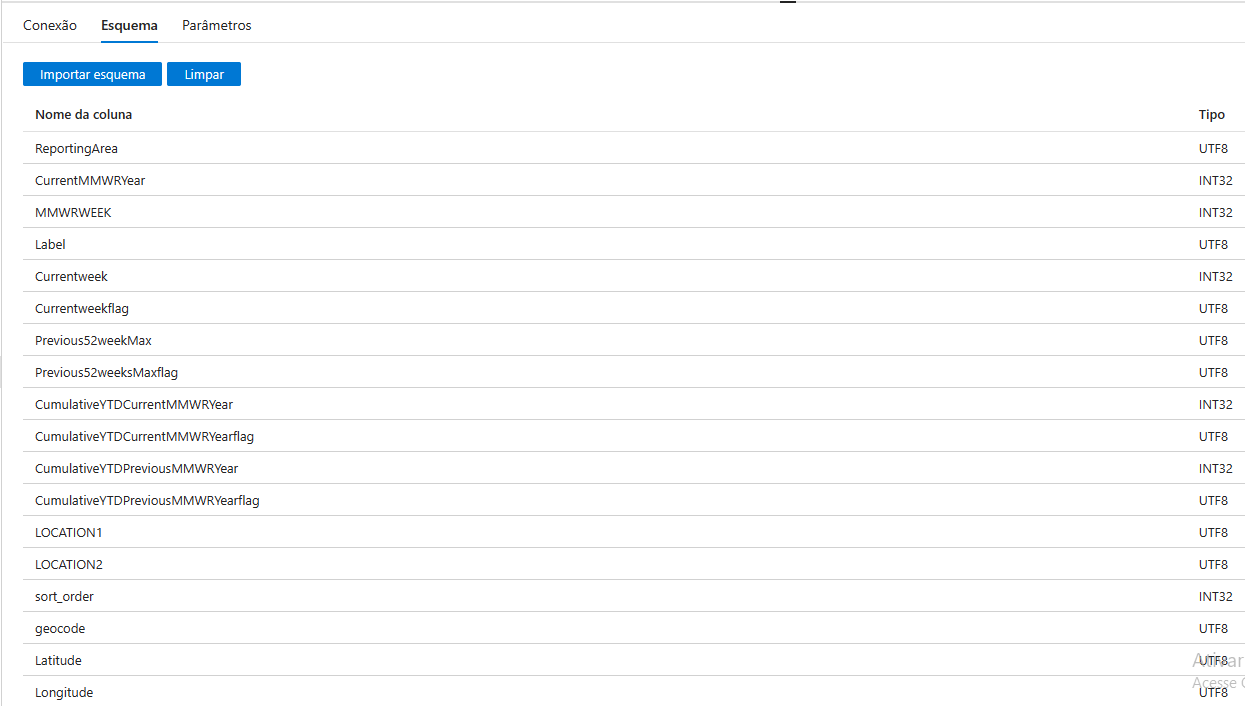 Conexão Esquema Parâmetros
Importar esquema Limpar
Nome da coluna Tipo
ReportingArea UTF8
CurrentMMWRYear INT32
MMWRWEEK INT32
Label UTF8
Currentweek INT32
Currentweekflag UTF8
Previous52weekMax UTF8
Previous52weeksMaxflag UTF8
CumulativeYTDCurrentMMWRYear INT32
CumulativeYTDCurrentMMWRYearflag UTF8
CumulativeYTDPreviousMMWRYear INT32
CumulativeYTDPreviousMMWRYearflag UTF8
LOCATION1 UTF8
LOCATION2 UTF8
sort_order INT32
geocode UTF8
Latitude UTF8
Ativar
Acesse
Longitude UTF8